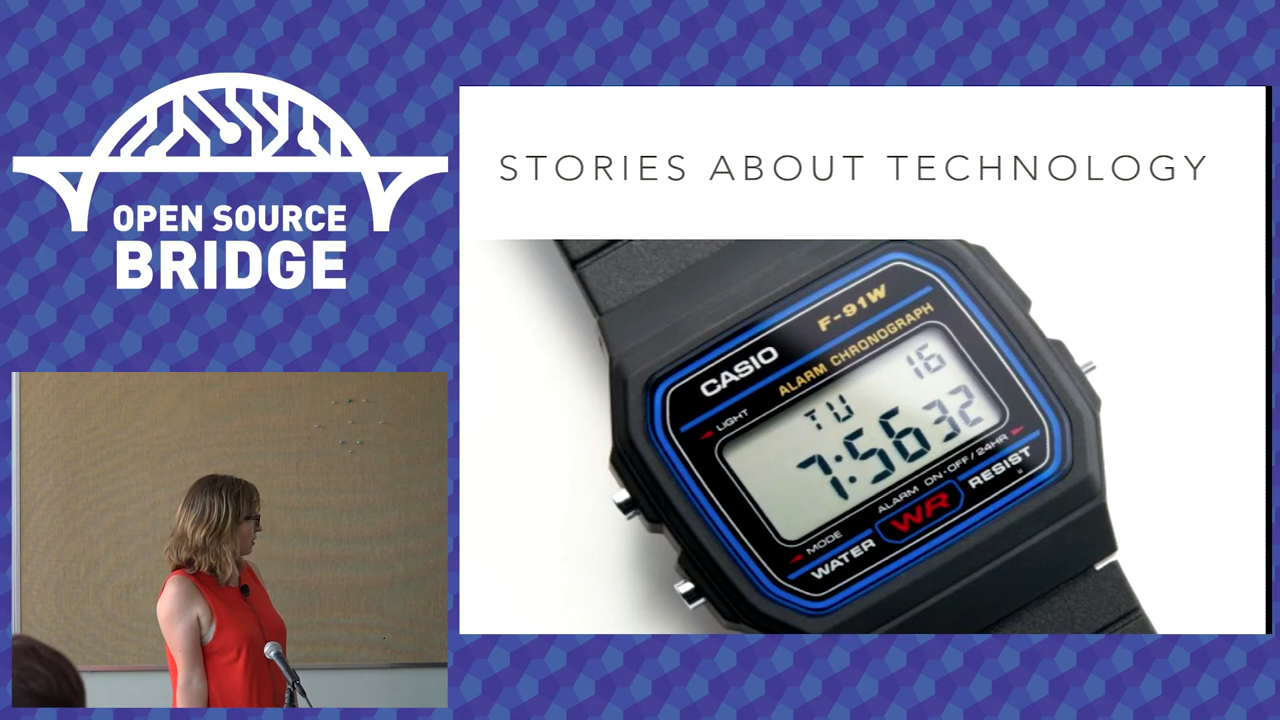 OPEN SOURCE
BRIDGE
STORIES ABOUT TECHNOLOGY
F-91W
CASIO
ALARM CHRONOGRAPH
LIGHT
TU 16
7:56 32
MODE
ALARM ON·OFF / 24HR
WATER WR RESIST